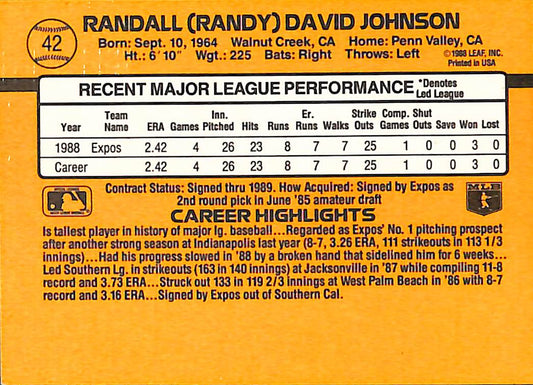 RANDALL (RANDY) DAVID JOHNSON
42
Born: Sept. 10, 1964 Walnut Creek, CA Home: Penn Valley, CA
Ht.: 6' 10" Wgt.: 225 Bats: Right Throws: Left
©1988 LEAF, INC.
Printed in USA
RECENT MAJOR LEAGUE PERFORMANCE *Denotes Led League
Year Team Name ERA Games Inn. Pitched Hits Runs Er. Runs Walks Strike Outs Comp. Games Shut Outs Save Won Lost
1988 Expos 2.42 4 26 23 8 7 7 25 1 0 0 3 0
Career 2.42 4 26 23 8 7 7 25 1 0 0 3 0
Contract Status: Signed thru 1989. How Acquired: Signed by Expos as
2nd round pick in June '85 amateur draft
MLB
CAREER HIGHLIGHTS
Is tallest player in history of major lg. baseball...Regarded as Expos' No. 1 pitching prospect
after another strong season at Indianapolis last year (8-7, 3.26 ERA, 111 strikeouts in 113 1/3
innings)...Had his progress slowed in '88 by a broken hand that sidelined him for 6 weeks...
Led Southern Lg. in strikeouts (163 in 140 innings) at Jacksonville in '87 while compiling 11-8
record and 3.73 ERA...Struck out 133 in 119 2/3 innings at West Palm Beach in '86 with 8-7
record and 3.16 ERA...Signed by Expos out of Southern Cal.